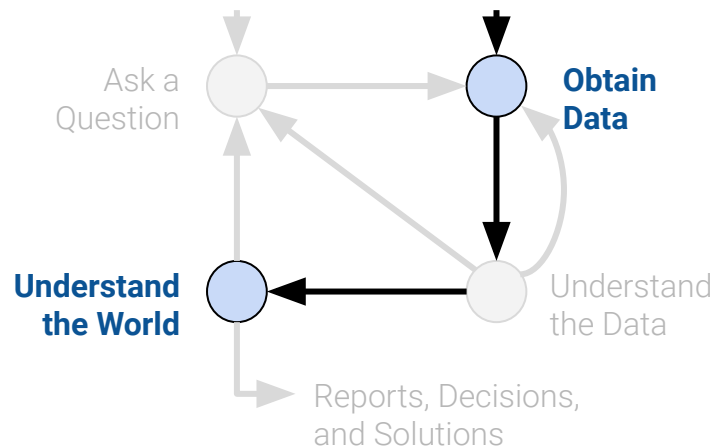 Ask a
Question
Obtain
Data
Understand
the World
Understand
the Data
Reports, Decisions,
and Solutions